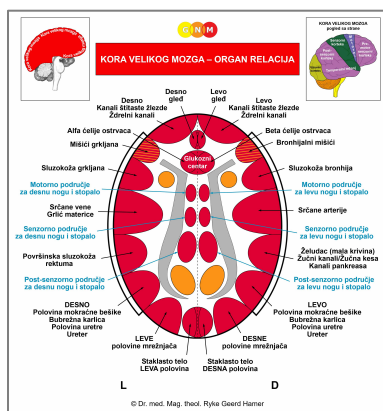 GNM
KORA VELIKOG MOZGA – ORGAN RELACIJA
KORA VELIKOG MOZGA
pogled sa strane
Desno
gled
Levo
gled
Desno
Kanali štitaste žlezde
Ždrelni kanali
Levo
Kanali štitaste žlezde
Ždrelni kanali
Alfa ćelije ostrvaca
Beta ćelije ostrvaca
Mišići grkljana
Bronhijalni mišići
Glukozni
centar
Sluzokoža grkljana
Sluzokoža bronhija
Motorno područje
za desnu nogu i stopalo
Motorno područje
za levu nogu i stopalo
Srčane vene
Grlić materice
Srčane arterije
Senzorno područje
za desnu nogu i stopalo
Senzorno područje
za levu nogu i stopalo
Površinska sluzokoža
rektuma
Želudac (mala krivina)
Žučni kanali/Žučna kesa
Kanali pankreasa
Post-senzorno područje
za desnu nogu i stopalo
Post-senzorno područje
za levu nogu i stopalo
DESNO
Polovina mokraćne bešike
Bubrežna karlica
Polovina uretre
Ureter
LEVO
Polovina mokraćne bešike
Bubrežna karlica
Polovina uretre
Ureter
LEVE
polovine mrežnjača
DESNE
polovine mrežnjača
Staklasto telo
LEVA polovina
Staklasto telo
DESNA polovina
L
D
© Dr. med. Mag. theol. Ryke Geerd Hamer